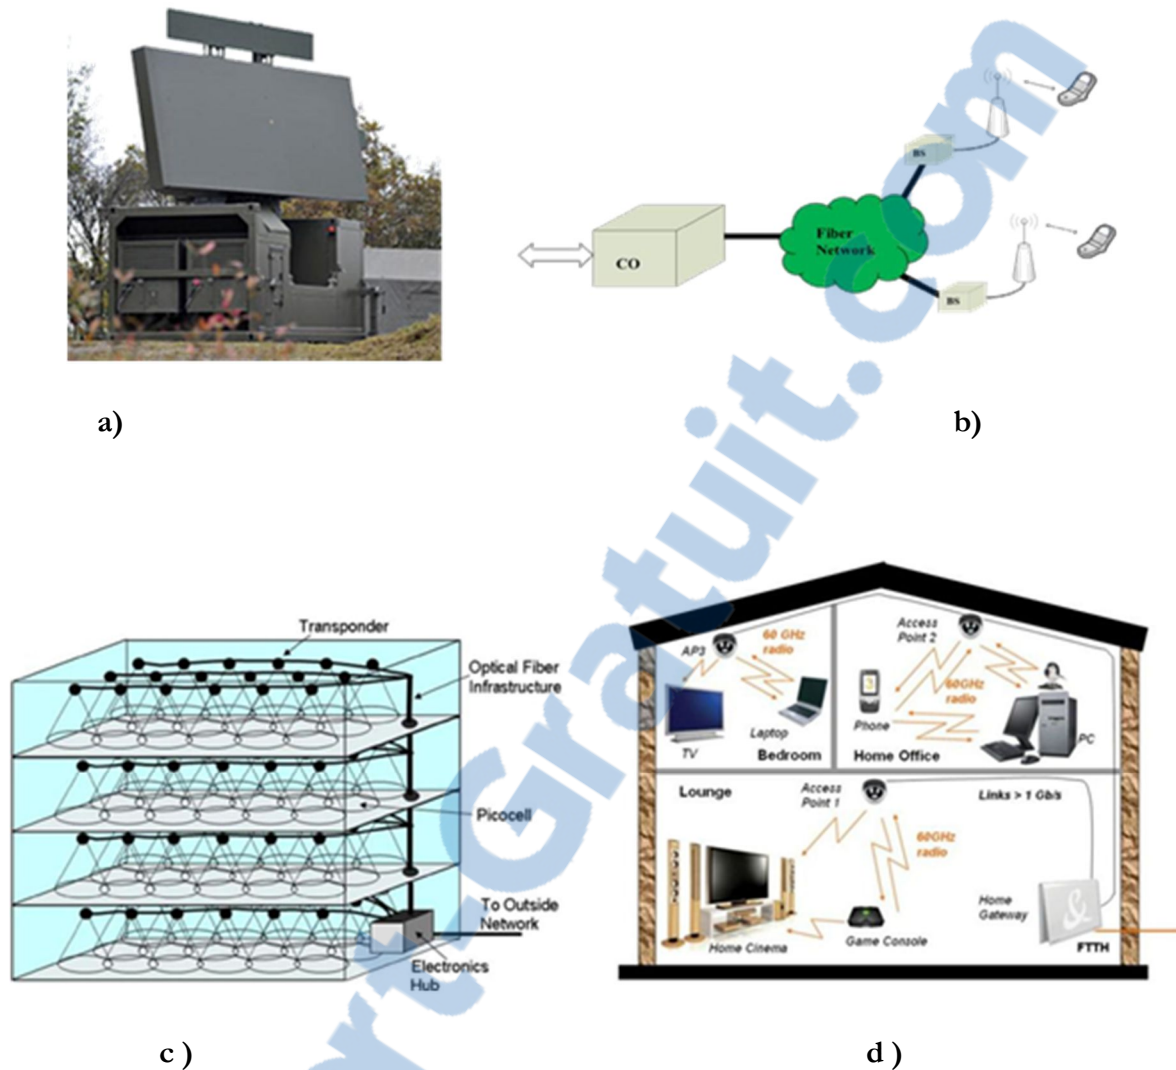 BS
CO
Fiber
Network
BS
a)
b)
Transponder
Optical Fiber
Infrastructure
Picocell
To Outside
Network
Electronics
Hub
c )
AP3
60 GHz
radio
TV
Laptop
Bedroom
Access
Point 2
60GHz
radio
Phone
PC
Home Office
Lounge
Access
Point 1
Links > 1 Gb/s
60GHz
radio
Home Cinema
Game Console
Home
Gateway
&
FTTH
d )
rt-Gratuit.com